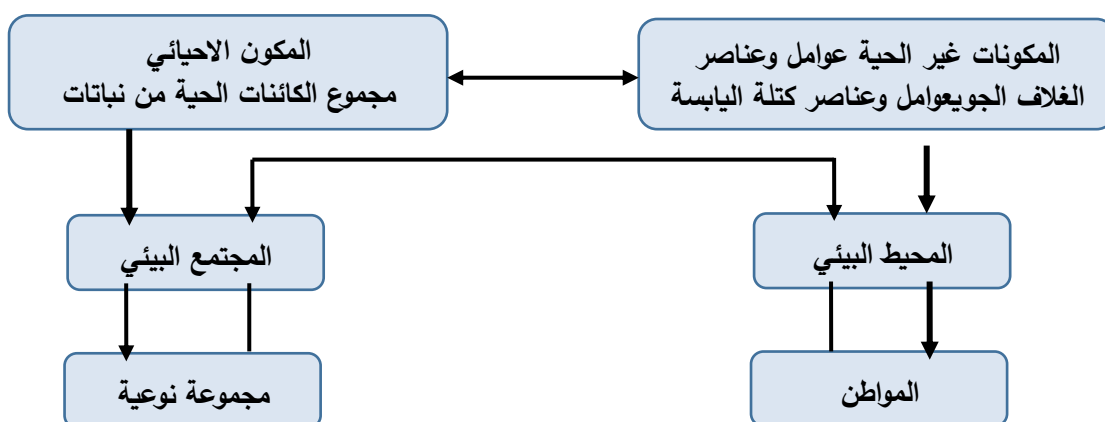 المكونات غير الحية عوامل وعناصر
الغلاف الجويعوامل وعناصر كتلة اليابسة
المكون الاحيائي
مجموع الكائنات الحية من نباتات
المحيط البيئي
المجتمع البيئي
المواطن
مجموعة نوعية